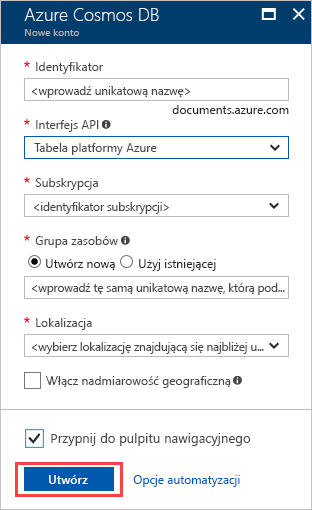 Azure Cosmos DB
Nowe konto
* Identyfikator
<wprowadź unikatową nazwę>
documents.azure.com
* Interfejs API
Tabela platformy Azure
* Subskrypcja
<identyfikator subskrypcji>
* Grupa zasobów
Utwórz nową Użyj istniejącej
<wprowadź tę samą unikatową nazwę, którą pod...
* Lokalizacja
<wybierz lokalizację znajdującą się najbliżej u...
Włącz nadmiarowość geograficzną
Przypnij do pulpitu nawigacyjnego
Utwórz Opcje automatyzacji